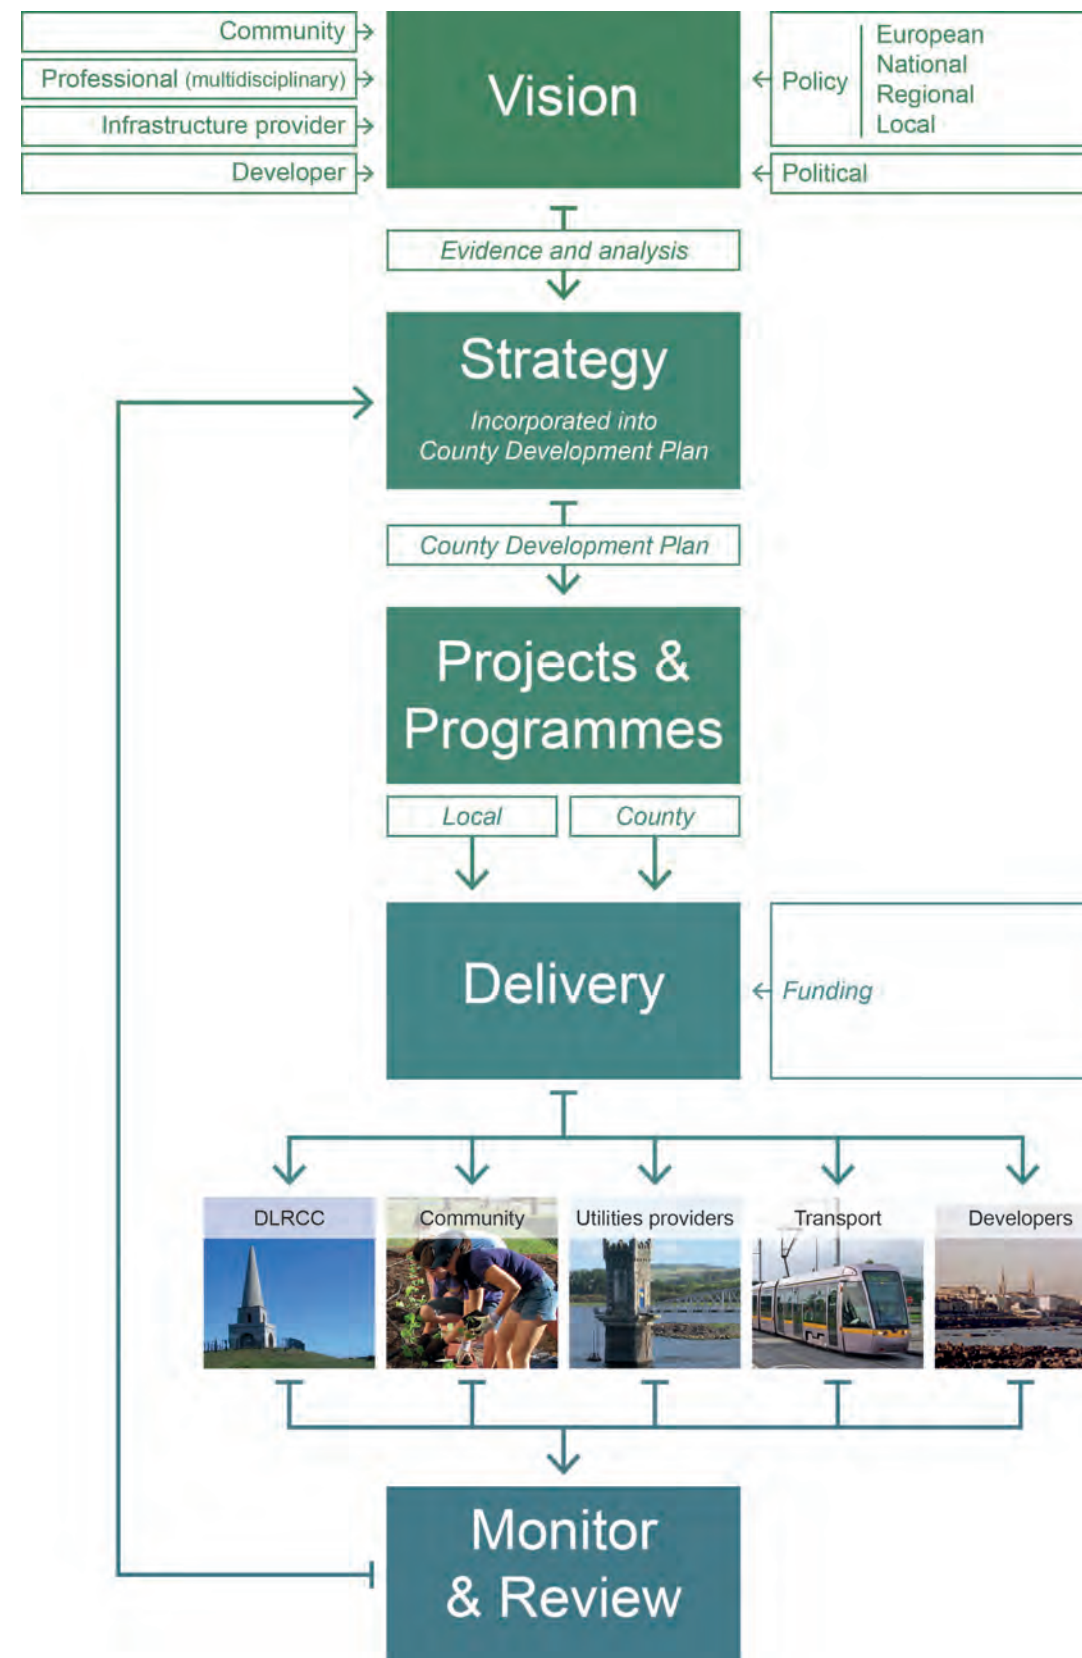 Community
Professional (multidisciplinary)
Infrastructure provider
Developer
Vision
Policy
European
National
Regional
Local
Political
Evidence and analysis
Strategy
Incorporated into
County Development Plan
County Development Plan
Projects &
Programmes
Local
County
Delivery
Funding
DLRCC
Community
Utilities providers
Transport
Developers
Monitor
& Review